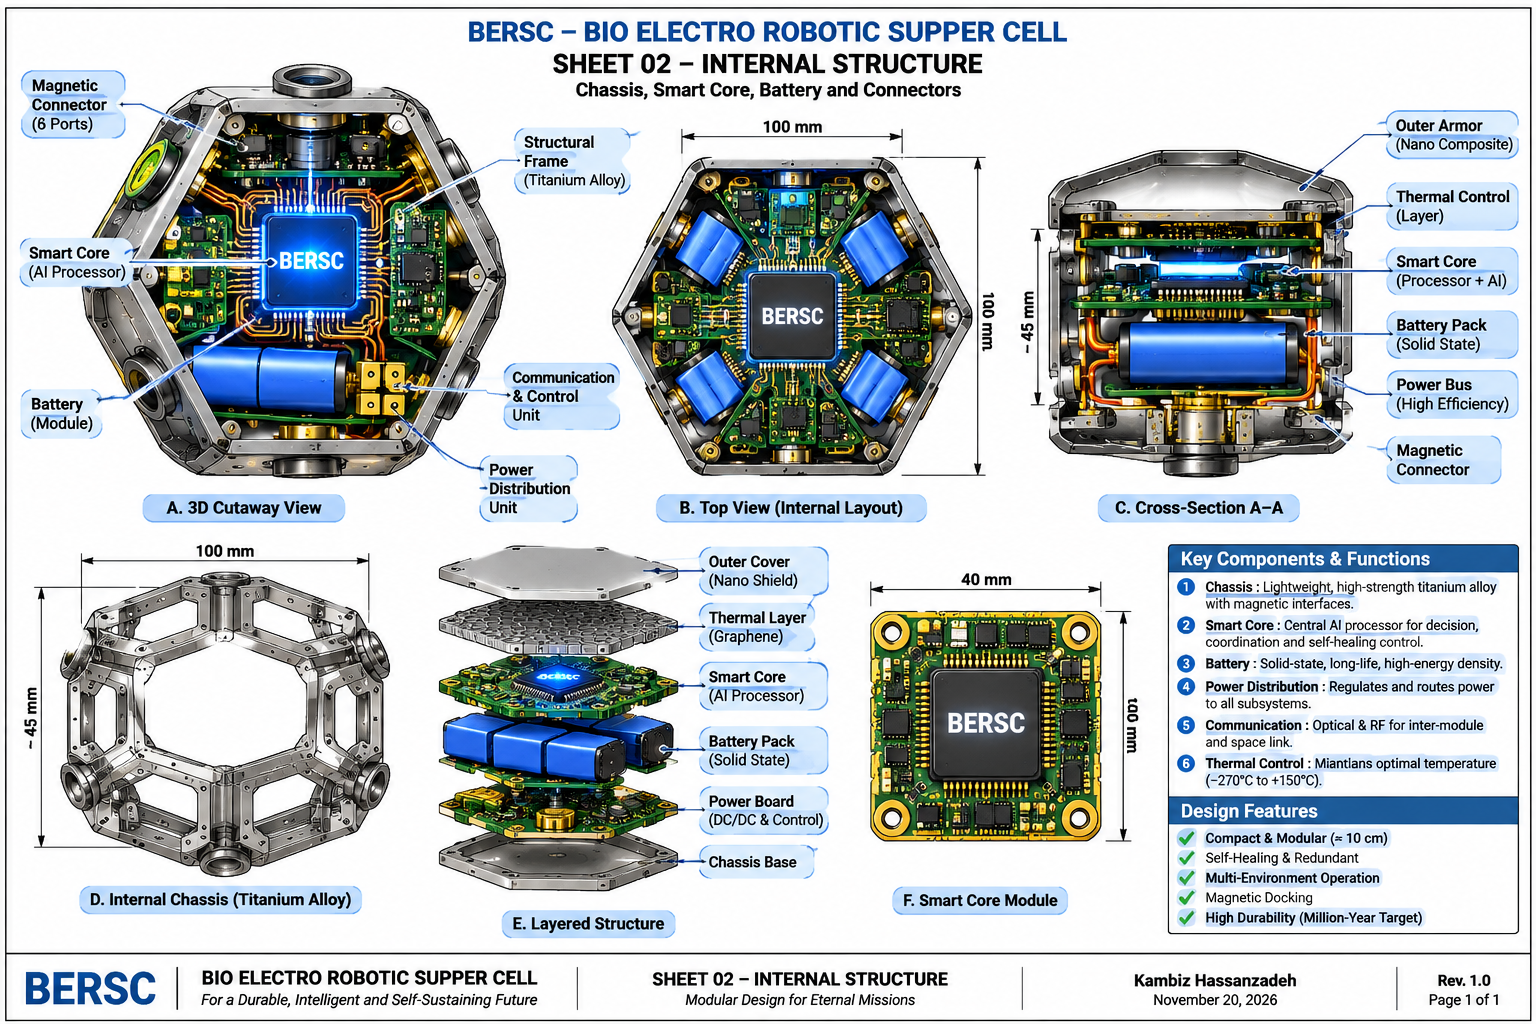 BERSC – BIO ELECTRO ROBOTIC SUPPER CELL
SHEET 02 – INTERNAL STRUCTURE
Chassis, Smart Core, Battery and Connectors
Magnetic
Connector
(6 Ports)
Structural
Frame
(Titanium Alloy)
Smart Core
(AI Processor)
BERSC
Battery
(Module)
Communication
& Control
Unit
Power
Distribution
Unit
A. 3D Cutaway View
100 mm
100 mm
BERSC
B. Top View (Internal Layout)
~ 45 mm
Outer Armor
(Nano Composite)
Thermal Control
(Layer)
Smart Core
(Processor + AI)
Battery Pack
(Solid State)
Power Bus
(High Efficiency)
Magnetic
Connector
C. Cross-Section A–A
100 mm
~ 45 mm
D. Internal Chassis (Titanium Alloy)
Outer Cover
(Nano Shield)
Thermal Layer
(Graphene)
Smart Core
(AI Processor)
Battery Pack
(Solid State)
Power Board
(DC/DC & Control)
Chassis Base
E. Layered Structure
40 mm
BERSC
F. Smart Core Module
Key Components & Functions
1 Chassis : Lightweight, high-strength titanium alloy
with magnetic interfaces.
2 Smart Core : Central AI processor for decision,
coordination and self-healing control.
3 Battery : Solid-state, long-life, high-energy density.
4 Power Distribution : Regulates and routes power
to all subsystems.
5 Communication : Optical & RF for inter-module
and space link.
6 Thermal Control : Miantlans optimal temperature
(–270°C to +150°C).
Design Features
Compact & Modular (≈ 10 cm)
Self-Healing & Redundant
Multi-Environment Operation
Magnetic Docking
High Durability (Million-Year Target)
BERSC
BIO ELECTRO ROBOTIC SUPPER CELL
For a Durable, Intelligent and Self-Sustaining Future
SHEET 02 – INTERNAL STRUCTURE
Modular Design for Eternal Missions
Kambiz Hassanzadeh
November 20, 2026
Rev. 1.0
Page 1 of 1